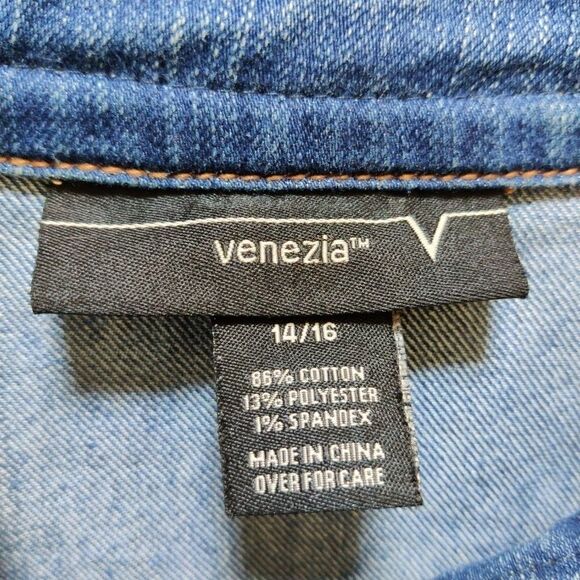 venezia™
14/16
86% COTTON
13% POLYESTER
1% SPANDEX
MADE IN CHINA
OVER FOR CARE